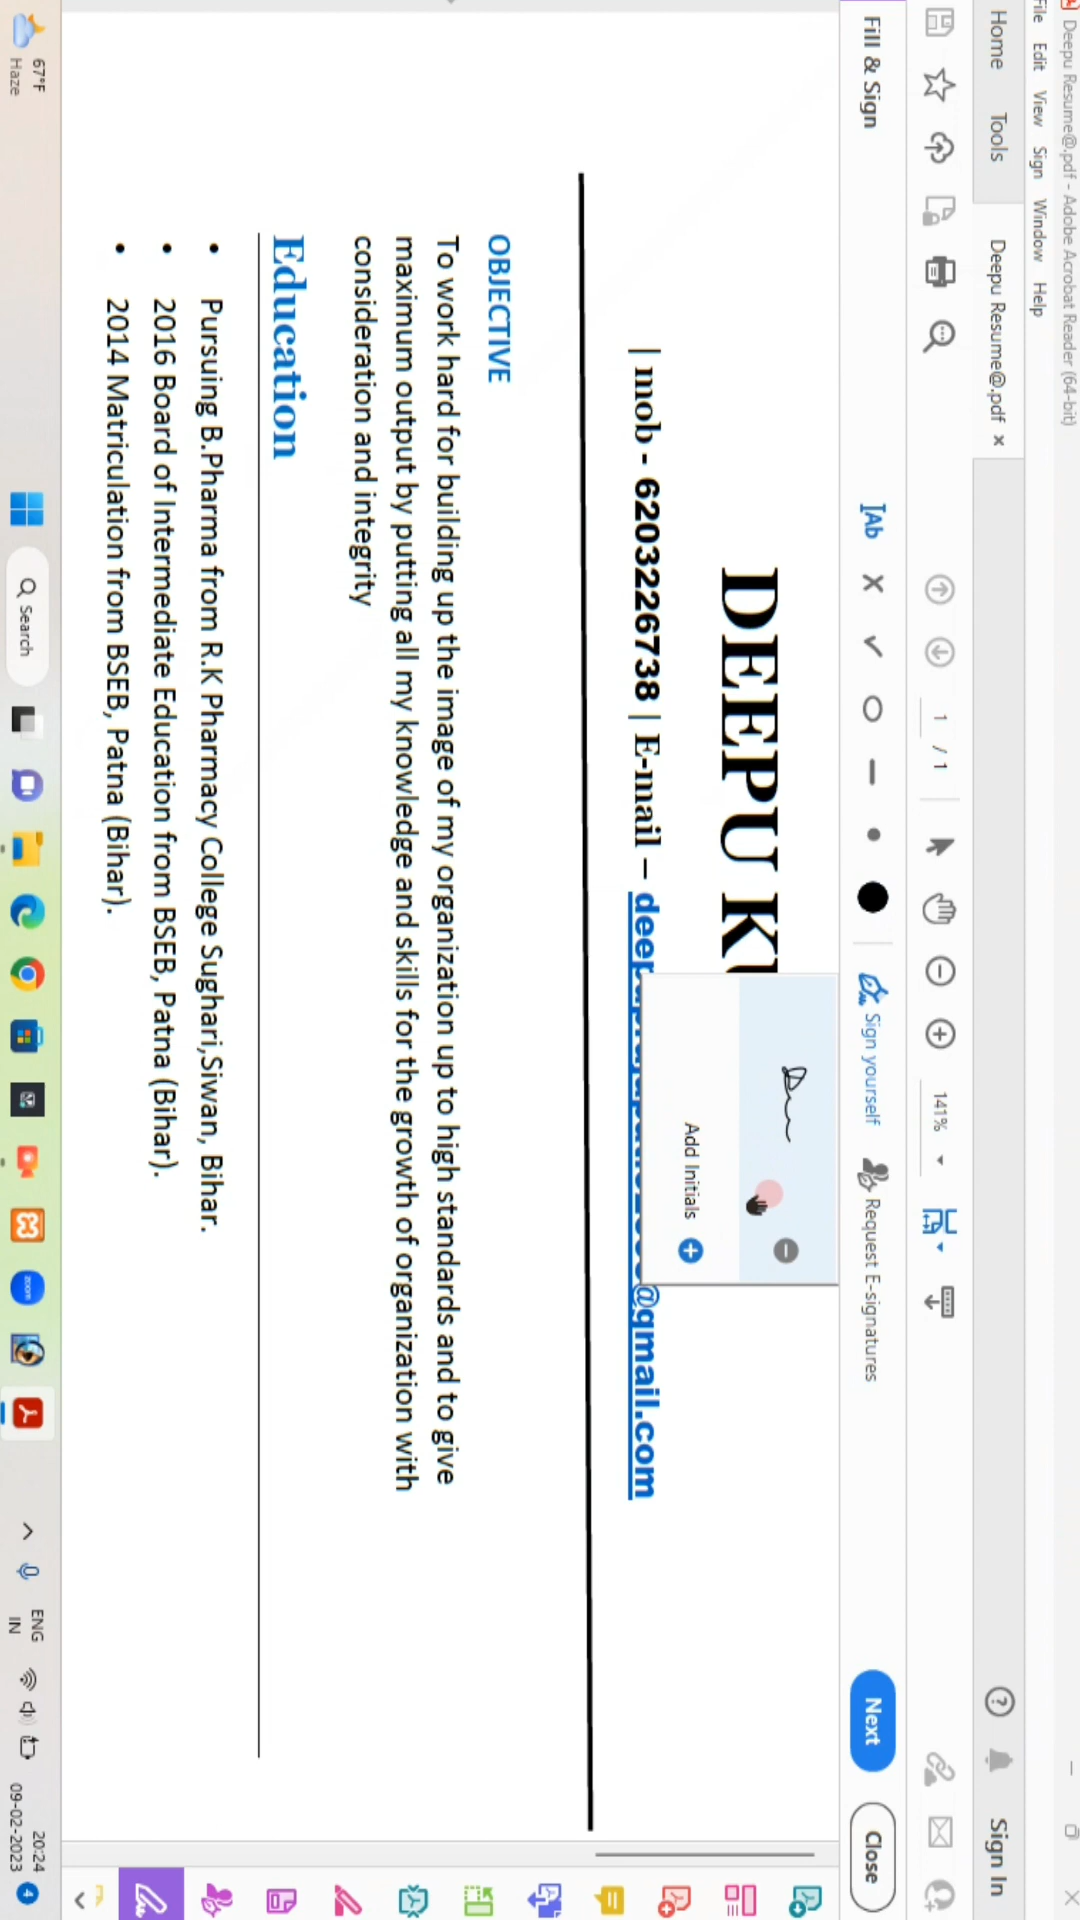 Deepu Resume@.pdf - Adobe Acrobat Reader (64-bit)
File Edit View Sign Window Help
Home Tools Deepu Resume@.pdf × Sign In
1 / 1 141%
Fill & Sign Ab Sign yourself Request E-signatures Next Close
Add Initials
DEEPU
| mob - 6203226738 | E-mail – @gmail.com
OBJECTIVE
To work hard for building up the image of my organization up to high standards and to give
maximum output by putting all my knowledge and skills for the growth of organization with
consideration and integrity
Education
• Pursuing B.Pharma from R.K Pharmacy College Sughari,Siwan, Bihar.
• 2016 Board of Intermediate Education from BSEB, Patna (Bihar).
• 2014 Matriculation from BSEB, Patna (Bihar).
67°F
Haze
Search
zoom
ENG
IN
20:24
09-02-2023
4